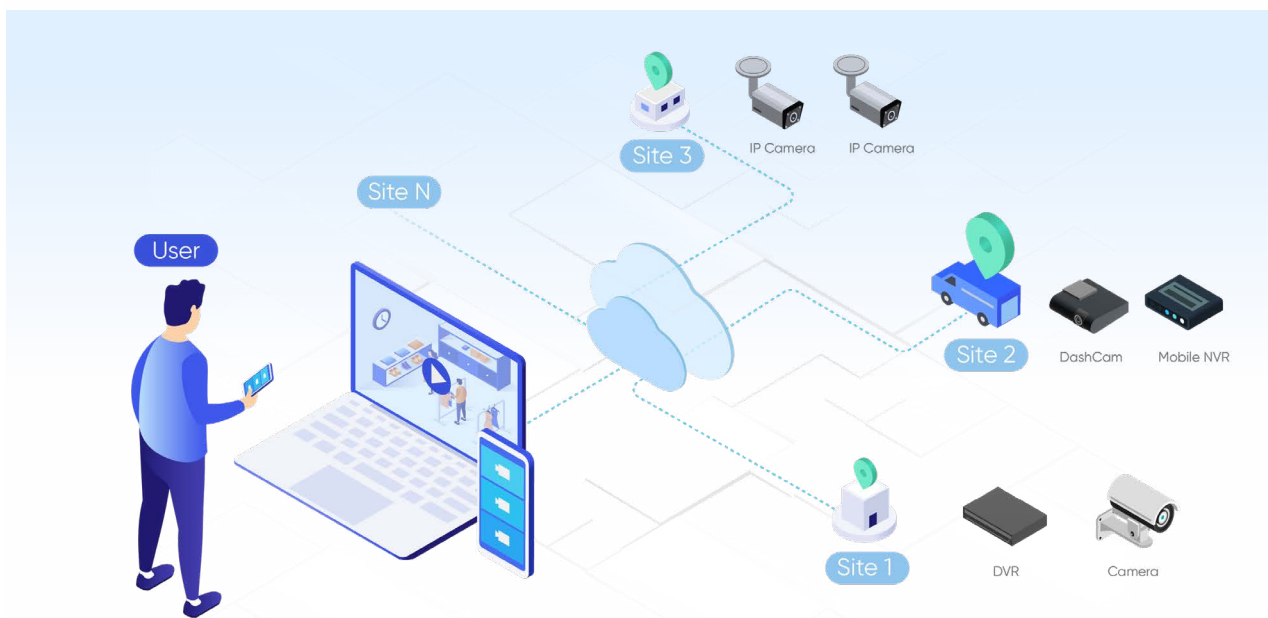 Site 3
IP Camera
IP Camera
Site N
User
Site 2
DashCam
Mobile NVR
Site 1
DVR
Camera